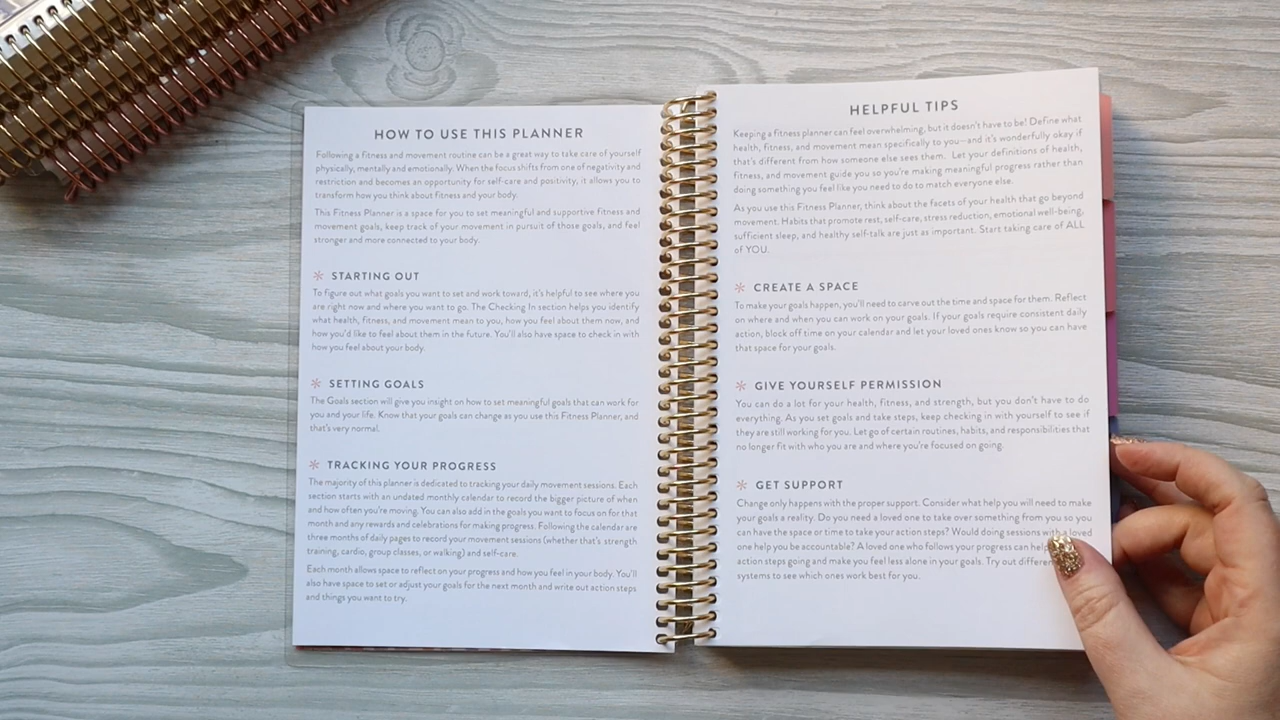 HOW TO USE THIS PLANNER
Following a fitness and movement routine can be a great way to take care of yourself
physically, mentally and emotionally. When the focus shifts from one of negativity and
restriction and becomes an opportunity for self-care and positivity, it allows you to
transform how you think about fitness and your body.
This Fitness Planner is a space for you to set meaningful and supportive fitness and
movement goals, keep track of your movement in pursuit of those goals, and feel
stronger and more connected to your body.
STARTING OUT
To figure out what goals you want to set and work toward, it's helpful to see where you
are right now and where you want to go. The Checking In section helps you identify
what health, fitness, and movement mean to you, how you feel about them now, and
how you'd like to feel about them in the future. You'll also have space to check in with
how you feel about your body.
SETTING GOALS
The Goals section will give you insight on how to set meaningful goals that can work for
you and your life. Know that your goals can change as you use this Fitness Planner, and
that's very normal.
TRACKING YOUR PROGRESS
The majority of this planner is dedicated to tracking your daily movement sessions. Each
section starts with an undated monthly calendar to record the bigger picture of when
and how often you're moving. You can also add in the goals you want to focus on for that
month and any rewards and celebrations for making progress. Following the calendar are
three months of daily pages to record your movement sessions (whether that's strength
training, cardio, group classes, or walking) and self-care.
Each month allows space to reflect on your progress and how you feel in your body. You'll
also have space to set or adjust your goals for the next month and write out action steps
and things you want to try.
HELPFUL TIPS
Keeping a fitness planner can feel overwhelming, but it doesn't have to be! Define what
health, fitness, and movement mean specifically to you—and it's wonderfully okay if
that's different from how someone else sees them. Let your definitions of health,
fitness, and movement guide you so you're making meaningful progress rather than
doing something you feel like you need to do to match everyone else.
As you use this Fitness Planner, think about the facets of your health that go beyond
movement. Habits that promote rest, self-care, stress reduction, emotional well-being,
sufficient sleep, and healthy self-talk are just as important. Start taking care of ALL
of YOU.
CREATE A SPACE
To make your goals happen, you'll need to carve out the time and space for them. Reflect
on where and when you can work on your goals. If your goals require consistent daily
action, block off time on your calendar and let your loved ones know so you can have
that space for your goals.
GIVE YOURSELF PERMISSION
You can do a lot for your health, fitness, and strength, but you don't have to do
everything. As you set goals and take steps, keep checking in with yourself to see if
they are still working for you. Let go of certain routines, habits, and responsibilities that
no longer fit with who you are and where you're focused on going.
GET SUPPORT
Change only happens with the proper support. Consider what help you will need to make
your goals a reality. Do you need a loved one to take over something from you so you
can have the space or time to take your action steps? Would doing sessions with a loved
one help you be accountable? A loved one who follows your progress can help
action steps going and make you feel less alone in your goals. Try out
systems to see which ones work best for you.